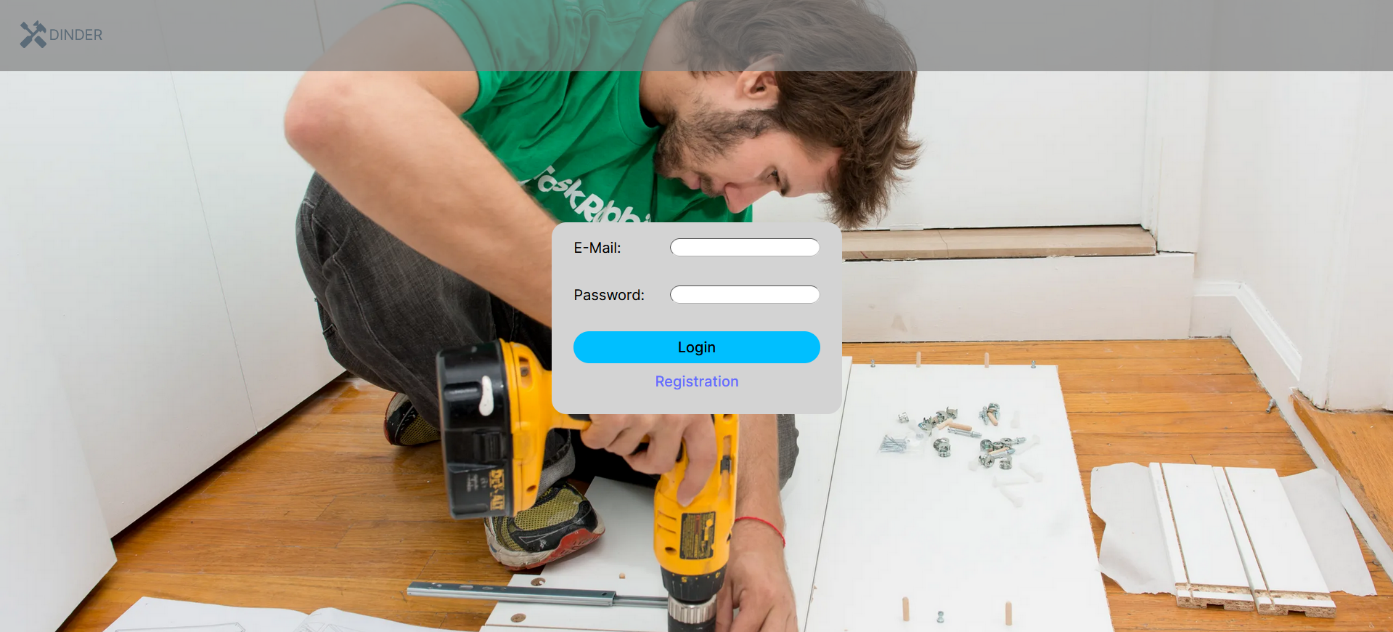 DINDER
E-Mail:
Password:
Login
Registration